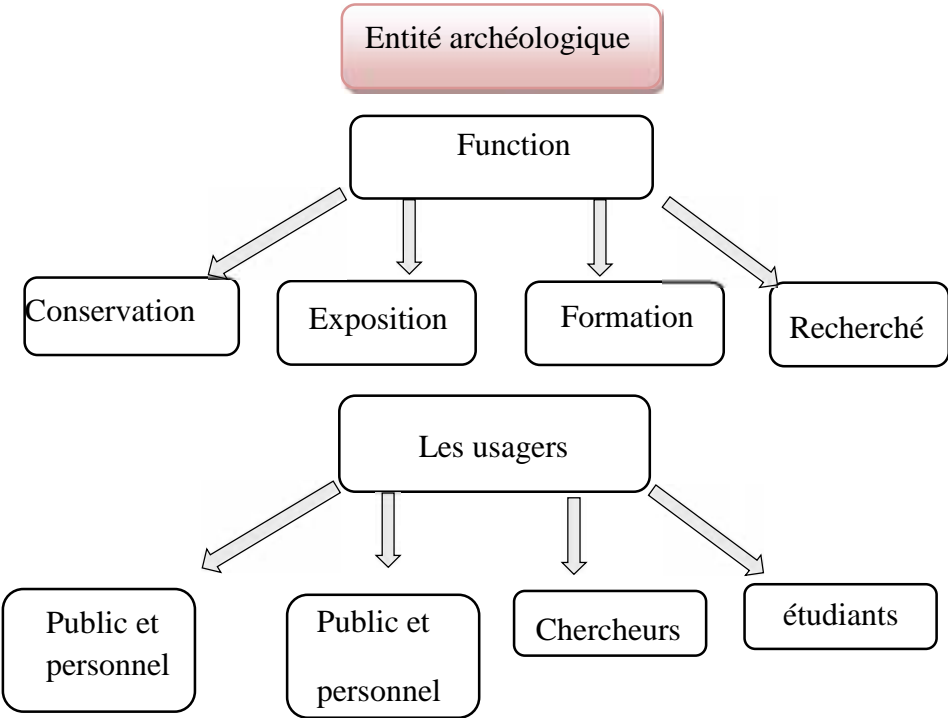 Entité archéologique
Function
Conservation
Exposition
Formation
Recherché
Les usagers
Public et
personnel
Public et
personnel
Chercheurs
étudiants